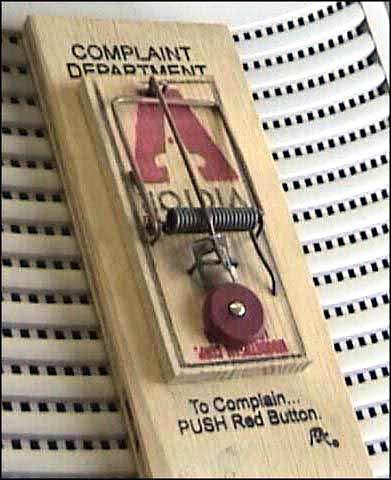 COMPLAINT
DEPARTMENT
A
To Complain...
PUSH Red Button.